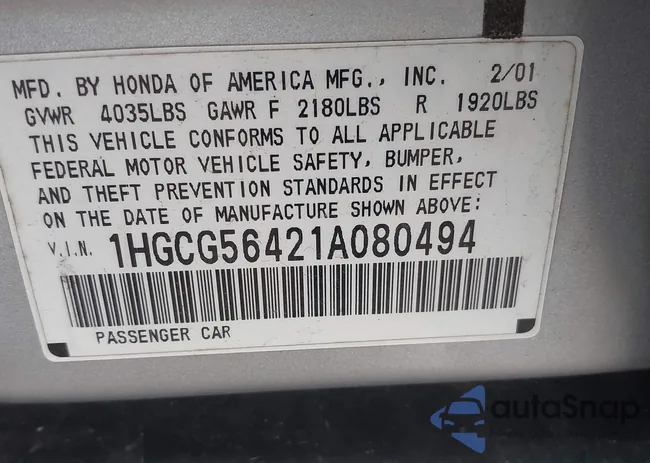 MFD. BY HONDA OF AMERICA MFG., INC. 2/01
GVWR 4035LBS GAWR F 2180LBS R 1920LBS
THIS VEHICLE CONFORMS TO ALL APPLICABLE
FEDERAL MOTOR VEHICLE SAFETY, BUMPER,
AND THEFT PREVENTION STANDARDS IN EFFECT
ON THE DATE OF MANUFACTURE SHOWN ABOVE:
V.I.N. 1HGCG56421A080494
PASSENGER CAR
autoSnap